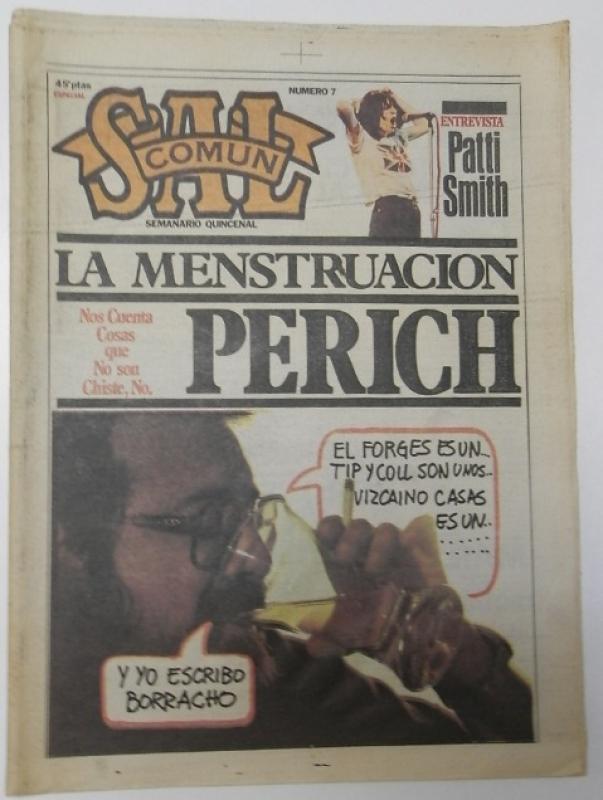 45 ptas
ESPECIAL
NUMERO 7
SAL
COMUN
SEMANARIO QUINCENAL
ENTREVISTA
Patti
Smith
LA MENSTRUACION
Nos Cuenta
Cosas
que
No son
Chiste, No.
PERICH
EL FORGES ES UN...
TIP Y COLL SON UNOS..
VIZCAINO CASAS
ES UN..
......
.....
Y YO ESCRIBO
BORRACHO